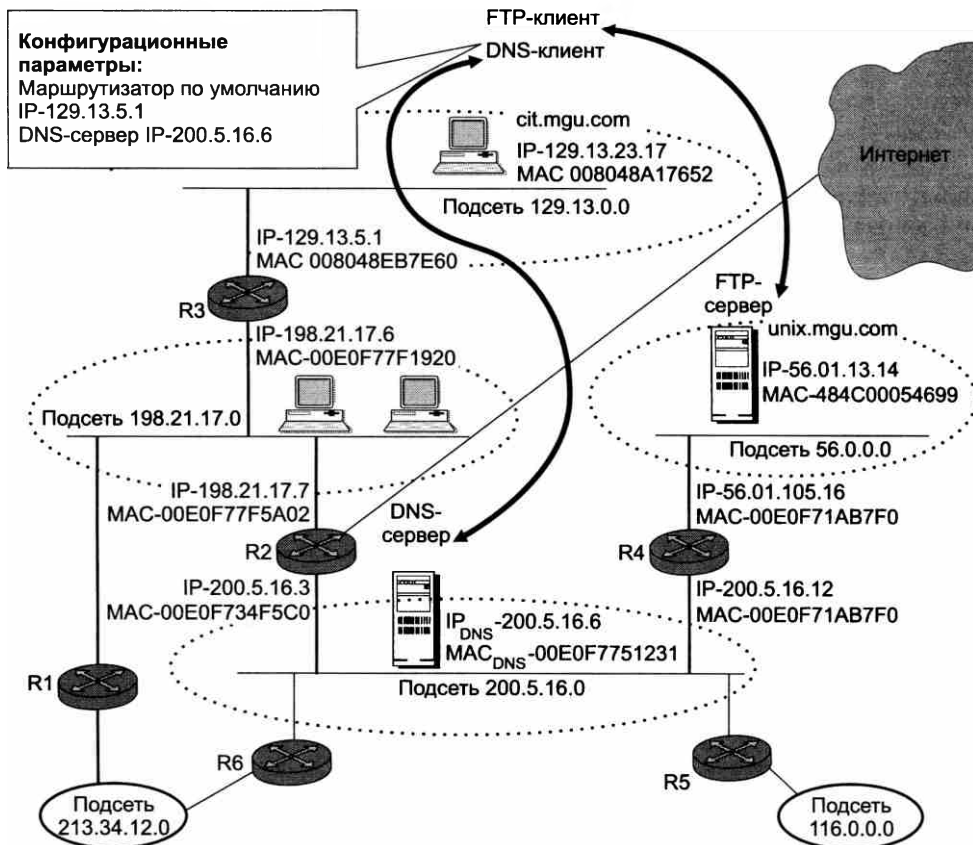 Конфигурационные
параметры:
Маршрутизатор по умолчанию
IP-129.13.5.1
DNS-сервер IP-200.5.16.6
FTP-клиент
DNS-клиент
cit.mgu.com
IP-129.13.23.17
MAC 008048A17652
Интернет
Подсеть 129.13.0.0
IP-129.13.5.1
MAC 008048EB7E60
R3
FTP-
сервер
unix.mgu.com
IP-56.01.13.14
MAC-484C00054699
IP-198.21.17.6
MAC-00E0F77F1920
Подсеть 198.21.17.0
Подсеть 56.0.0.0
IP-198.21.17.7
MAC-00E0F77F5A02
DNS-
сервер
IP-56.01.105.16
MAC-00E0F71AB7F0
R2
R4
IP-200.5.16.3
MAC-00E0F734F5C0
IP-200.5.16.12
MAC-00E0F71AB7F0
IPDNS-200.5.16.6
MACDNS-00E0F7751231
R1
Подсеть 200.5.16.0
R6
R5
Подсеть
213.34.12.0
Подсеть
116.0.0.0